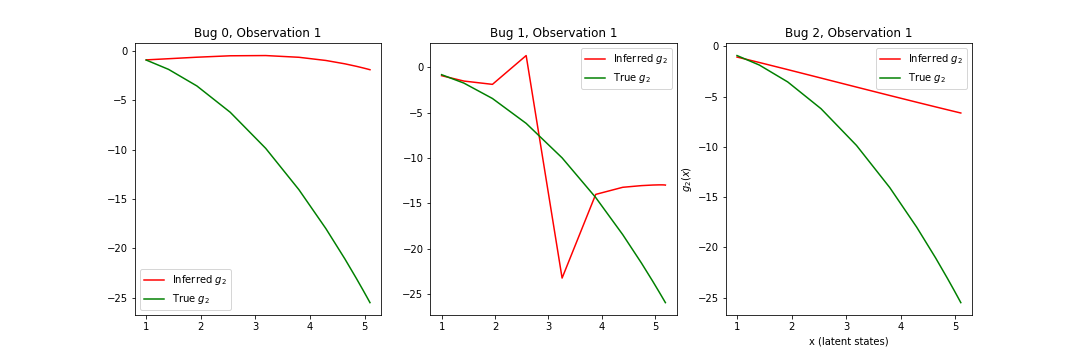 Bug 0, Observation 1
0
−5
−10
−15
−20
−25
1 2 3 4 5
Inferred g₂
True g₂
Bug 1, Observation 1
0
−5
−10
−15
−20
−25
1 2 3 4 5
Inferred g₂
True g₂
Bug 2, Observation 1
g₂(x)
0
−5
−10
−15
−20
−25
1 2 3 4 5
x (latent states)
Inferred g₂
True g₂